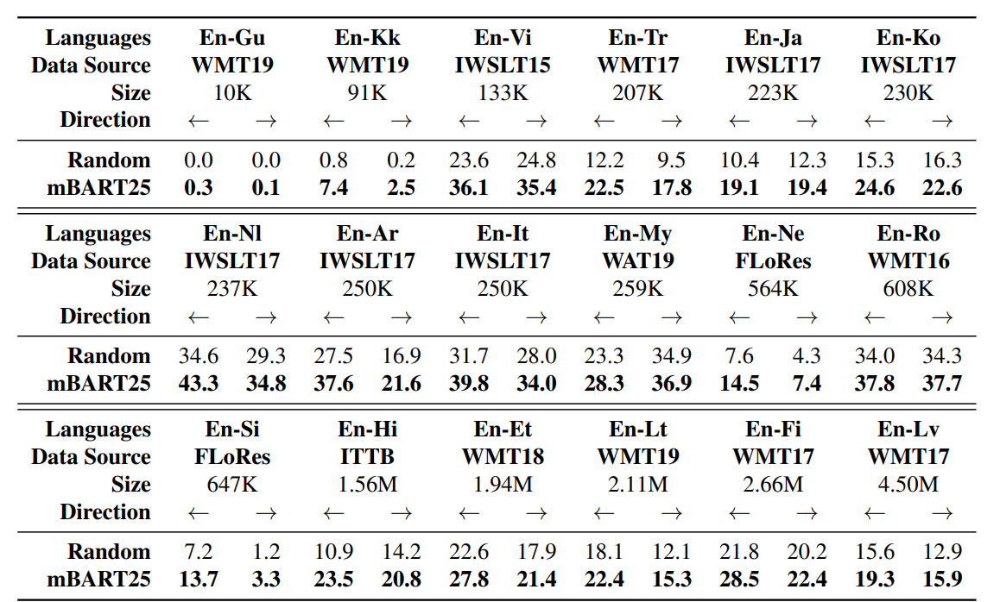 Languages En-Gu En-Kk En-Vi En-Tr En-Ja En-Ko
Data Source WMT19 WMT19 IWSLT15 WMT17 IWSLT17 IWSLT17
Size 10K 91K 133K 207K 223K 230K
Direction ← → ← → ← → ← → ← → ← →
Random 0.0 0.0 0.8 0.2 23.6 24.8 12.2 9.5 10.4 12.3 15.3 16.3
mBART25 0.3 0.1 7.4 2.5 36.1 35.4 22.5 17.8 19.1 19.4 24.6 22.6
Languages En-Nl En-Ar En-It En-My En-Ne En-Ro
Data Source IWSLT17 IWSLT17 IWSLT17 WAT19 FLoRes WMT16
Size 237K 250K 250K 259K 564K 608K
Direction ← → ← → ← → ← → ← → ← →
Random 34.6 29.3 27.5 16.9 31.7 28.0 23.3 34.9 7.6 4.3 34.0 34.3
mBART25 43.3 34.8 37.6 21.6 39.8 34.0 28.3 36.9 14.5 7.4 37.8 37.7
Languages En-Si En-Hi En-Et En-Lt En-Fi En-Lv
Data Source FLoRes ITTB WMT18 WMT19 WMT17 WMT17
Size 647K 1.56M 1.94M 2.11M 2.66M 4.50M
Direction ← → ← → ← → ← → ← → ← →
Random 7.2 1.2 10.9 14.2 22.6 17.9 18.1 12.1 21.8 20.2 15.6 12.9
mBART25 13.7 3.3 23.5 20.8 27.8 21.4 22.4 15.3 28.5 22.4 19.3 15.9